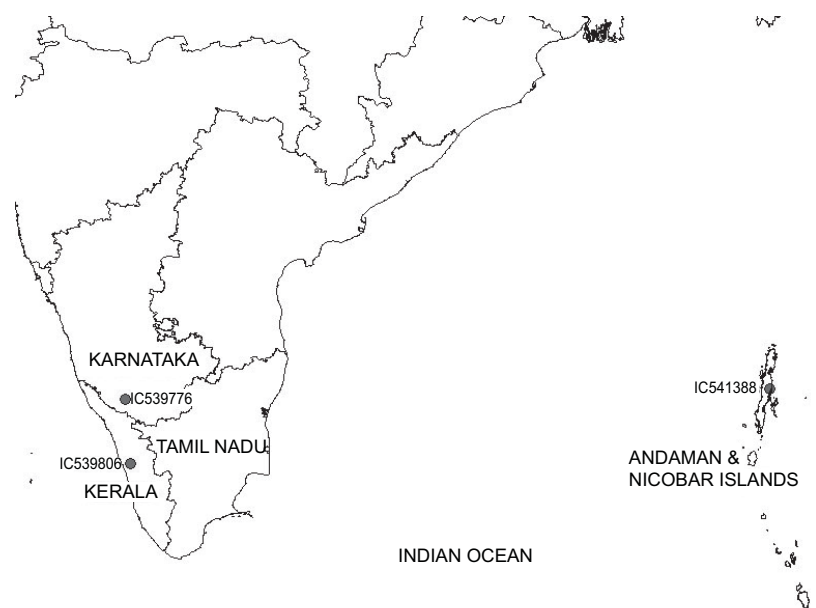 KARNATAKA
IC541388
IC539776
TAMIL NADU
ANDAMAN &
NICOBAR ISLANDS
IC539806
KERALA
INDIAN OCEAN